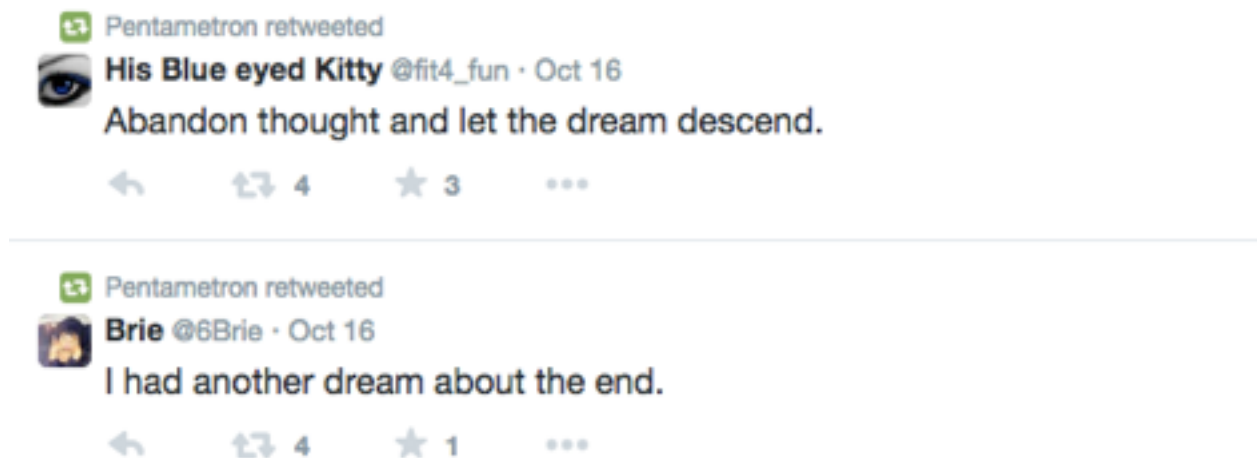 Pentametron retweeted
His Blue eyed Kitty @fit4_fun · Oct 16
Abandon thought and let the dream descend.
4 3
Pentametron retweeted
Brie @6Brie · Oct 16
I had another dream about the end.
4 1